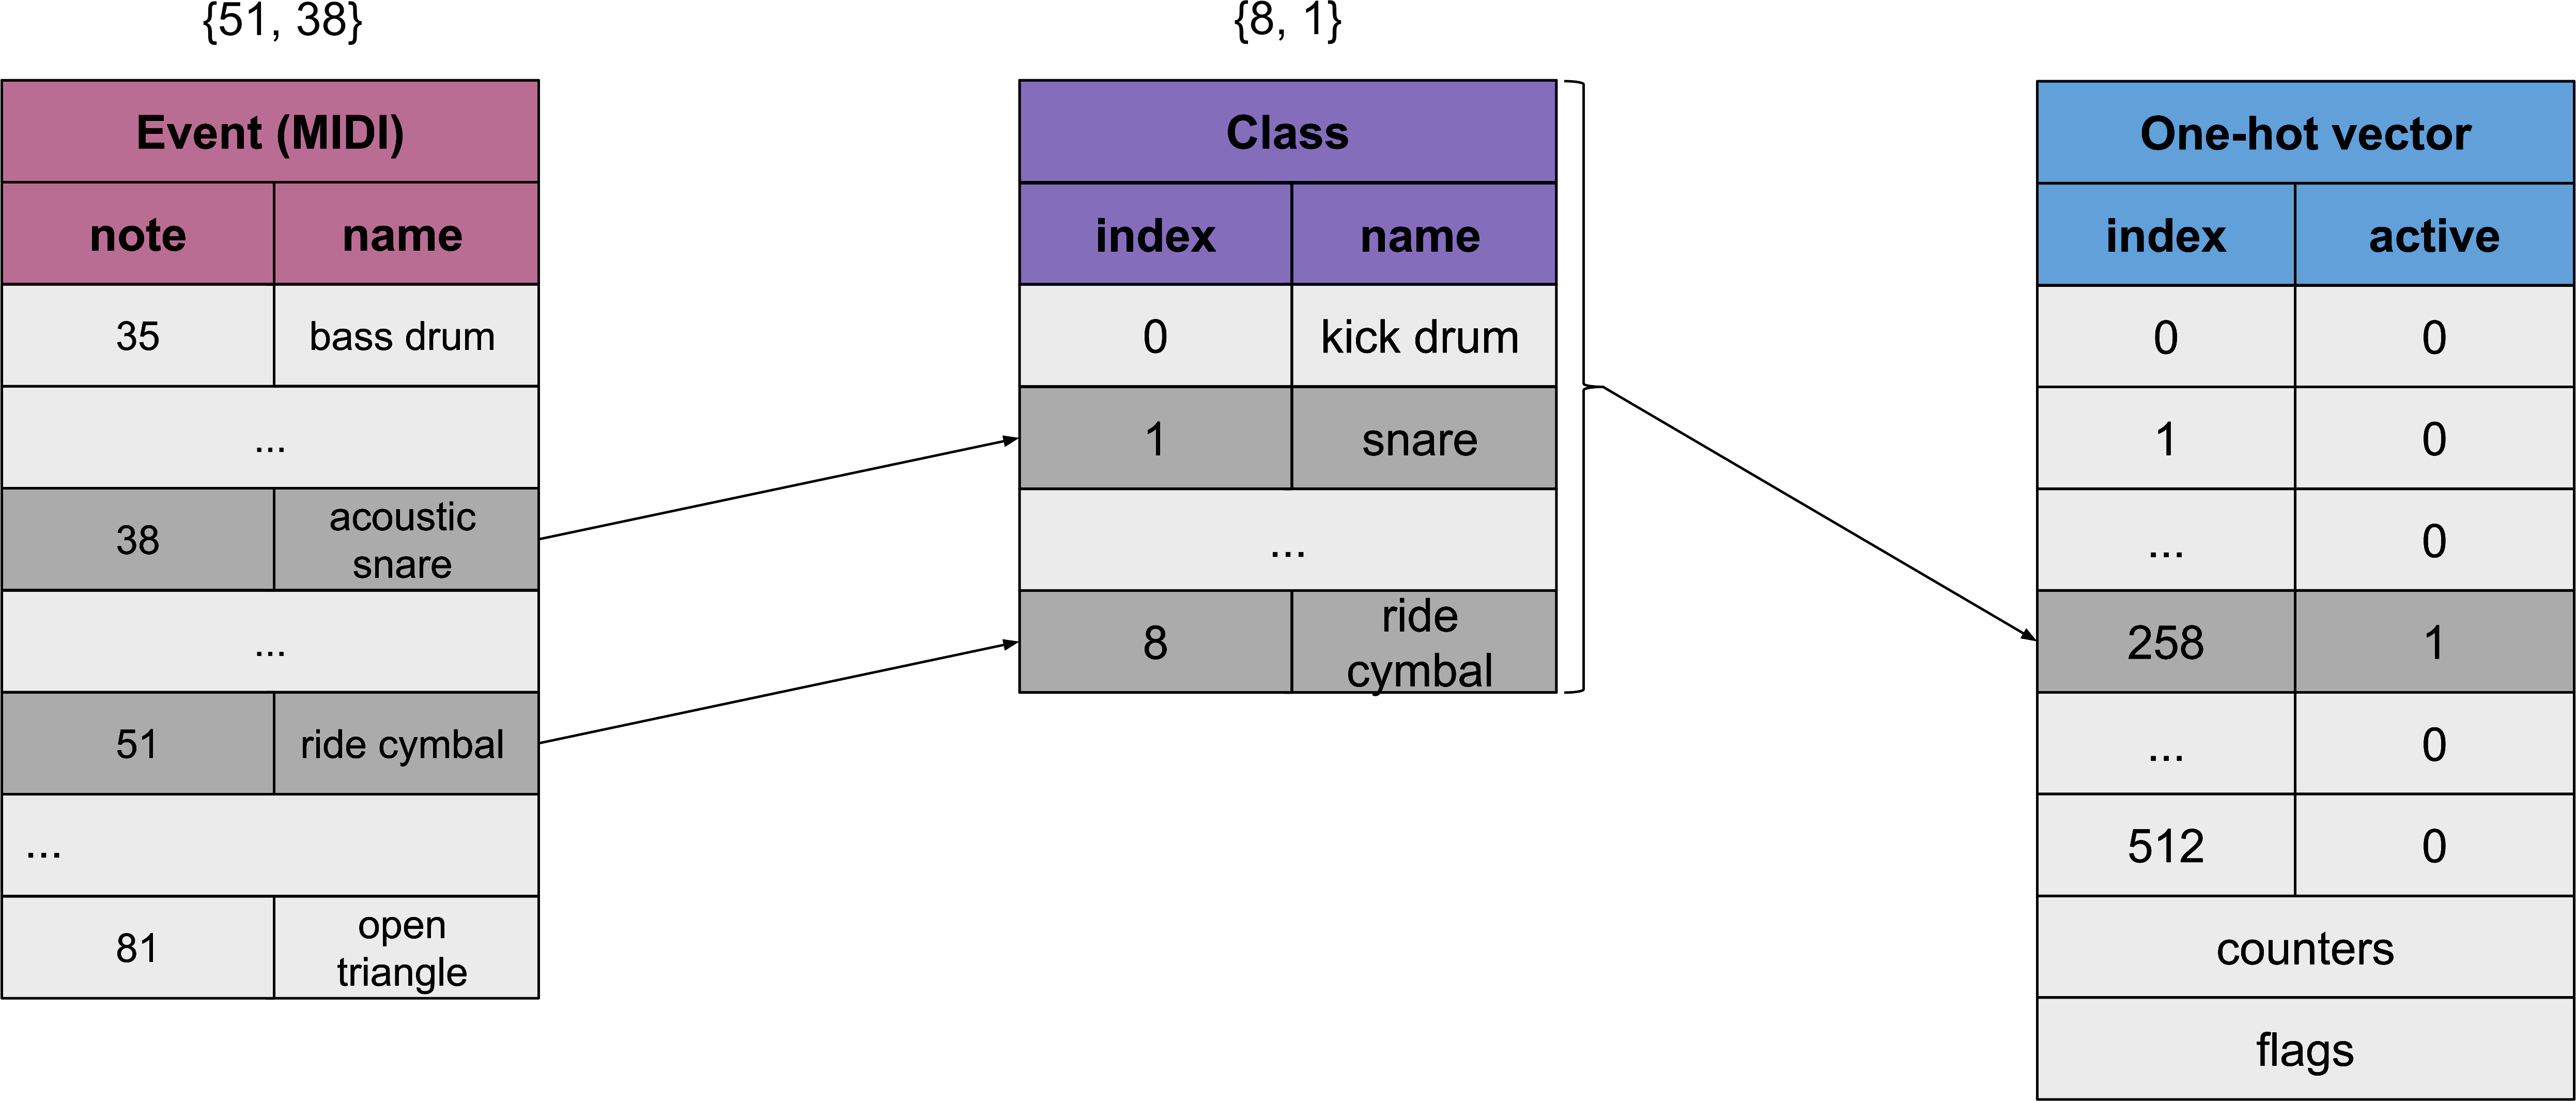 {51, 38}
{8, 1}
Event (MIDI)
note name
35 bass drum
...
38 acoustic
snare
...
51 ride cymbal
...
81 open
triangle
Class
index name
0 kick drum
1 snare
...
8 ride
cymbal
One-hot vector
index active
0 0
1 0
... 0
258 1
... 0
512 0
counters
flags